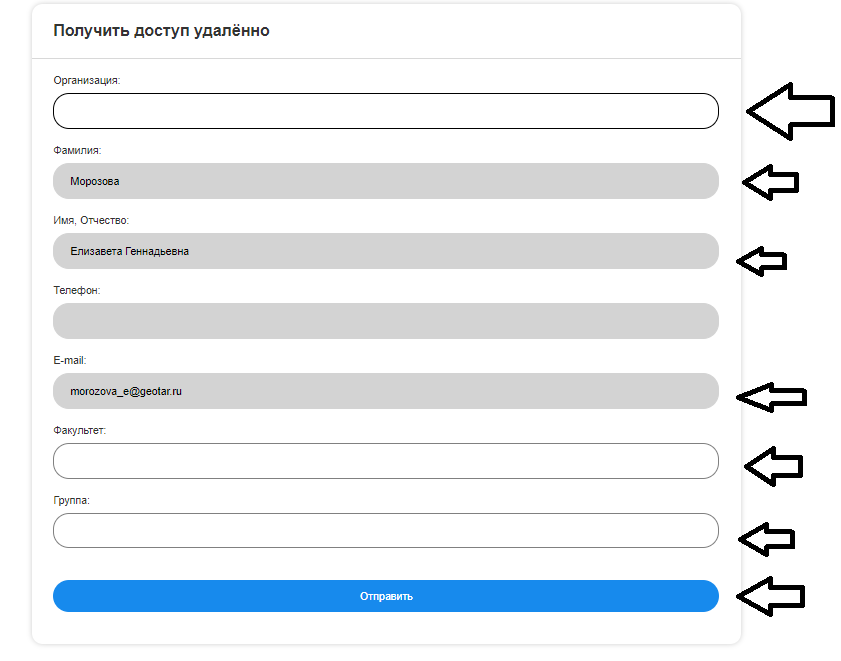 Получить доступ удалённо
Организация:
Фамилия:
Морозова
Имя, Отчество:
Елизавета Геннадьевна
Телефон:
E-mail:
morozova_e@geotar.ru
Факультет:
Группа:
Отправить